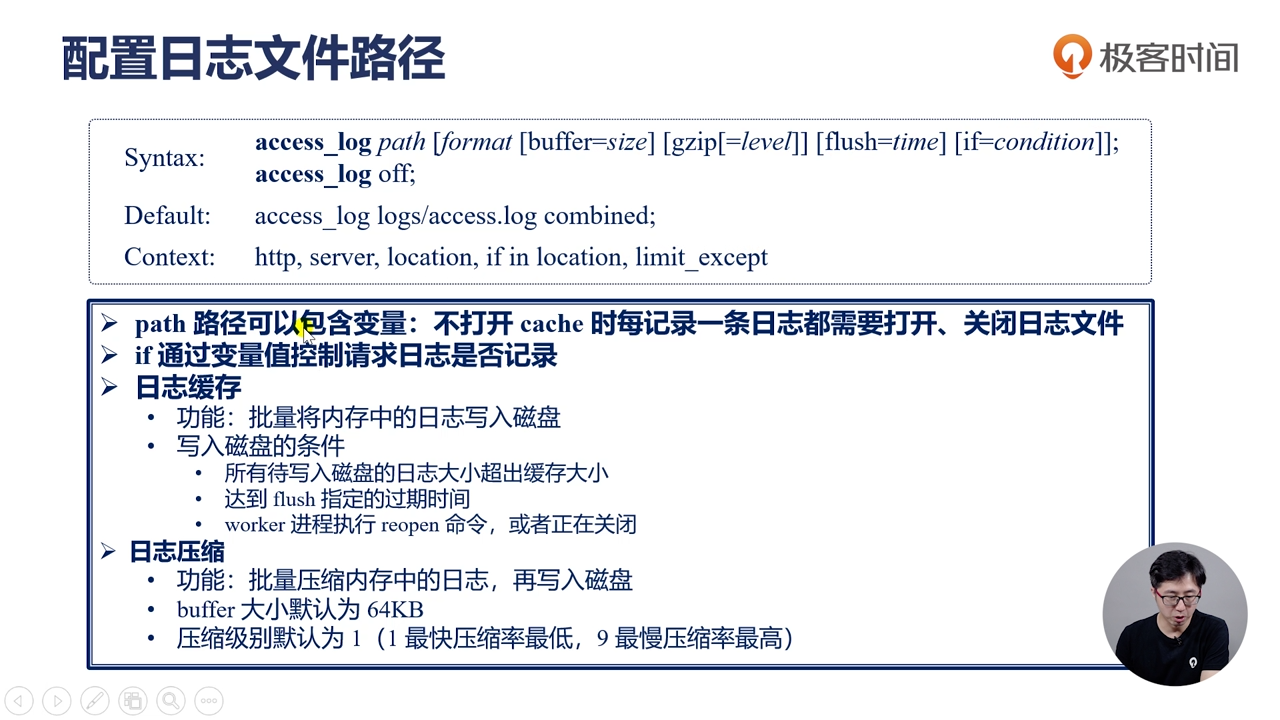 配置日志文件路径
极客时间
Syntax: access_log path [format [buffer=size] [gzip[=level]] [flush=time] [if=condition]];
access_log off;
Default: access_log logs/access.log combined;
Context: http, server, location, if in location, limit_except
path 路径可以包含变量：不打开 cache 时每记录一条日志都需要打开、关闭日志文件
if 通过变量值控制请求日志是否记录
日志缓存
功能：批量将内存中的日志写入磁盘
写入磁盘的条件
所有待写入磁盘的日志大小超出缓存大小
达到 flush 指定的过期时间
worker 进程执行 reopen 命令，或者正在关闭
日志压缩
功能：批量压缩内存中的日志，再写入磁盘
buffer 大小默认为 64KB
压缩级别默认为 1（1 最快压缩率最低，9 最慢压缩率最高）